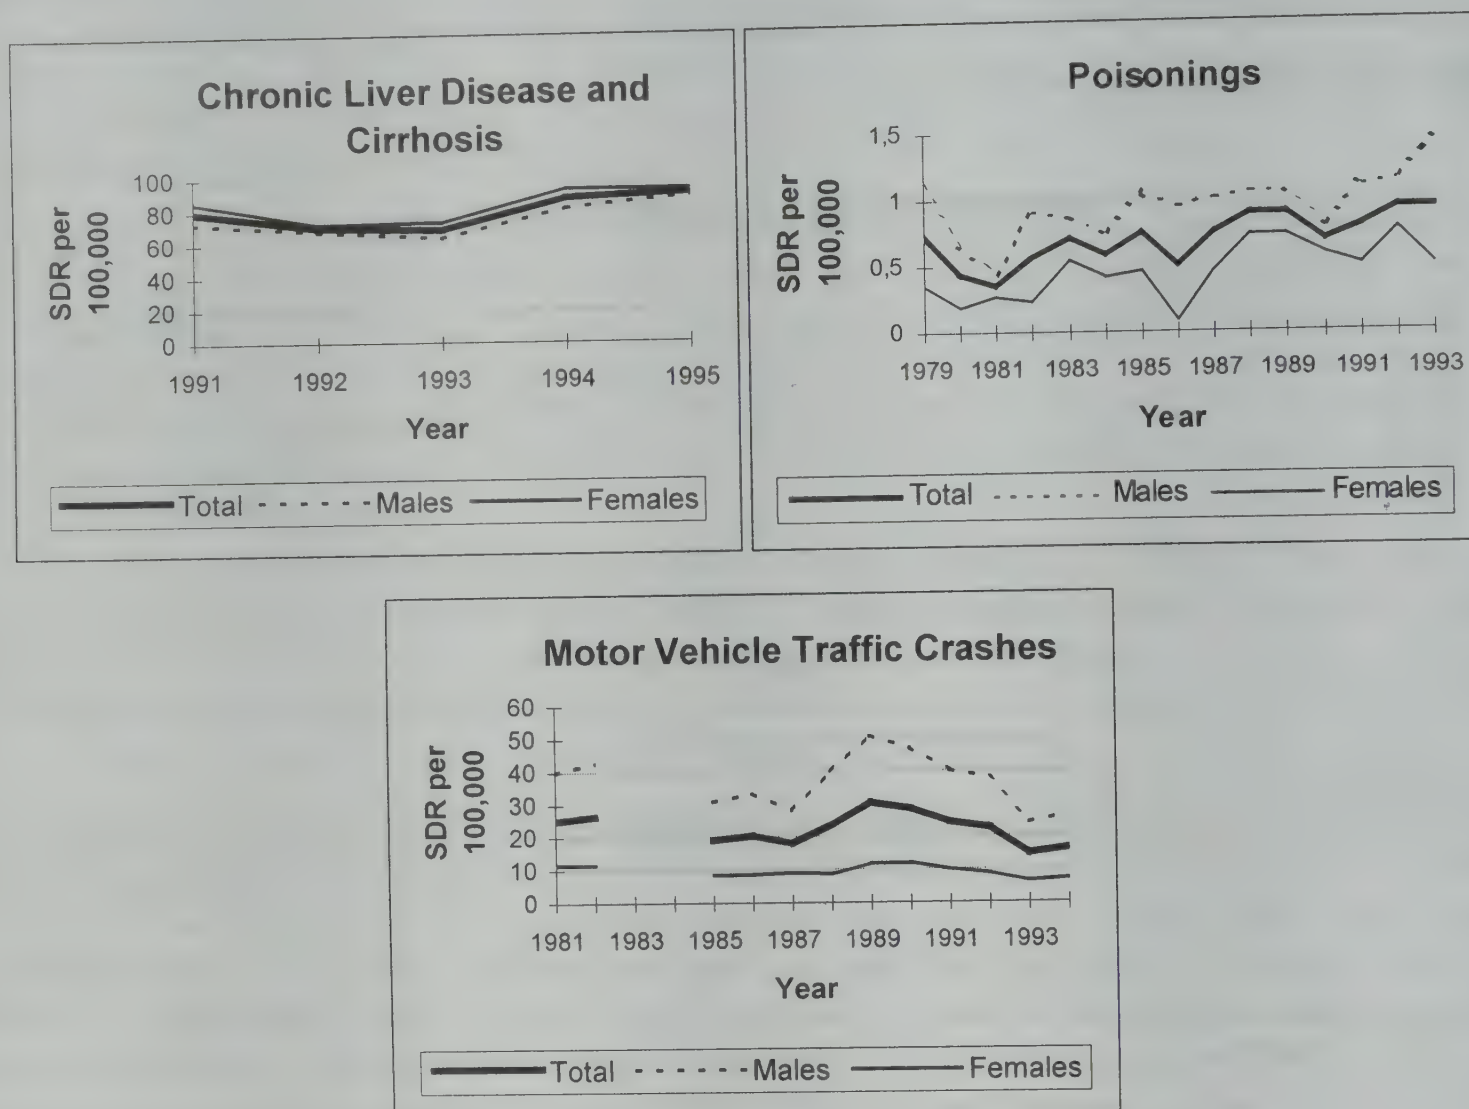 Chronic Liver Disease and
Cirrhosis
SDR per
100,000
100
80
60
40
20
0
1991 1992 1993 1994 1995
Year
Total Males Females
Poisonings
SDR per
100,000
1,5
1
0,5
0
1979 1981 1983 1985 1987 1989 1991 1993
Year
Total Males Females
Motor Vehicle Traffic Crashes
SDR per
100,000
60
50
40
30
20
10
0
1981 1983 1985 1987 1989 1991 1993
Year
Total Males Females